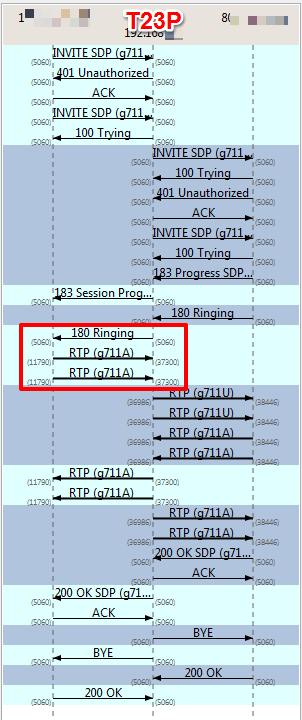 1 T23P 80
192.168
INVITE SDP (g711...
(5060) (5060)
401 Unauthorized
(5060) (5060)
ACK
(5060) (5060)
INVITE SDP (g711...
(5060) (5060)
100 Trying
(5060) (5060)
INVITE SDP (g711...
(5060) (5060)
100 Trying
(5060) (5060)
401 Unauthorized
(5060) (5060)
ACK
(5060) (5060)
INVITE SDP (g711...
(5060) (5060)
100 Trying
(5060) (5060)
183 Progress SDP...
(5060) (5060)
183 Session Prog...
(5060) (5060)
180 Ringing
(5060) (5060)
180 Ringing
(5060) (5060)
RTP (g711A)
(11790) (37300)
RTP (g711A)
(11790) (37300)
RTP (g711U)
(36986) (38446)
RTP (g711U)
(36986) (38446)
RTP (g711A)
(36986) (38446)
RTP (g711A)
(36986) (38446)
RTP (g711A)
(11790) (37300)
RTP (g711A)
(11790) (37300)
RTP (g711A)
(36986) (38446)
RTP (g711A)
(36986) (38446)
200 OK SDP (g71...
(5060) (5060)
ACK
(5060) (5060)
200 OK SDP (g71...
(5060) (5060)
ACK
(5060) (5060)
BYE
(5060) (5060)
BYE
(5060) (5060)
200 OK
(5060) (5060)
200 OK
(5060) (5060)